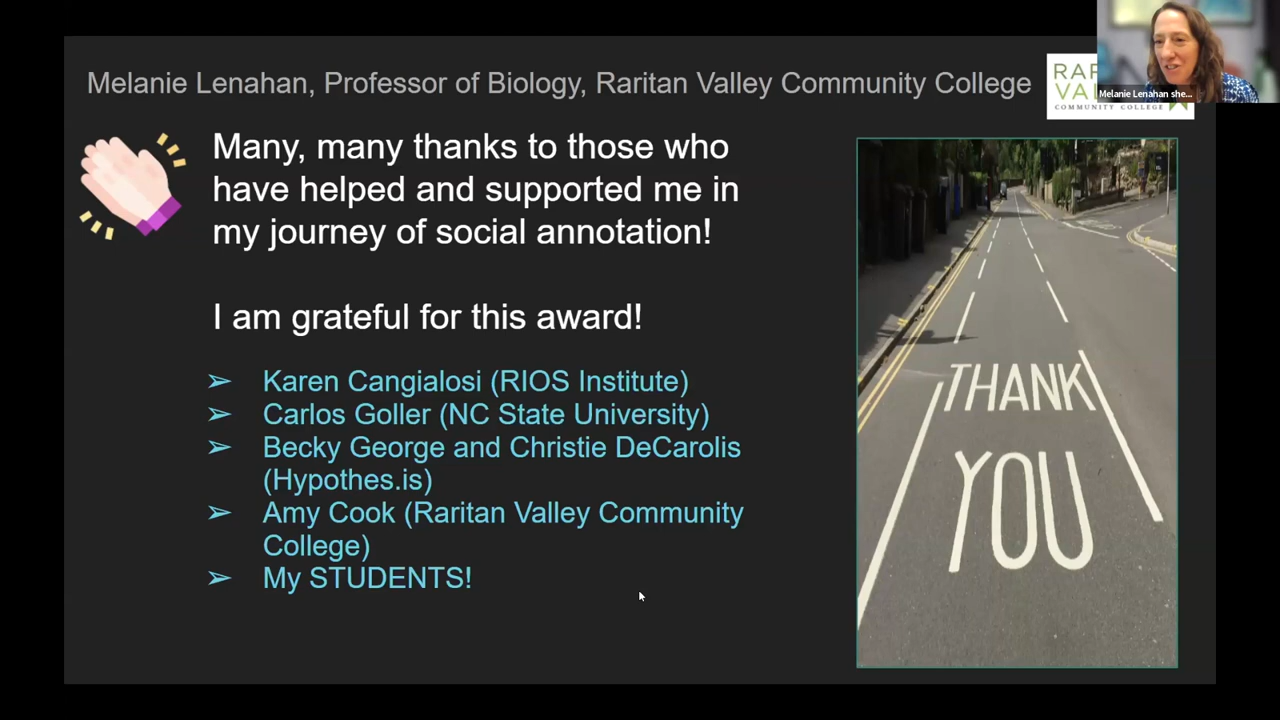 Melanie Lenahan, Professor of Biology, Raritan Valley Community College
Melanie Lenahan she...
COMMUNITY COLLEGE
Many, many thanks to those who
have helped and supported me in
my journey of social annotation!
I am grateful for this award!
➢ Karen Cangialosi (RIOS Institute)
➢ Carlos Goller (NC State University)
➢ Becky George and Christie DeCarolis
(Hypothes.is)
➢ Amy Cook (Raritan Valley Community
College)
➢ My STUDENTS!
THANK
YOU